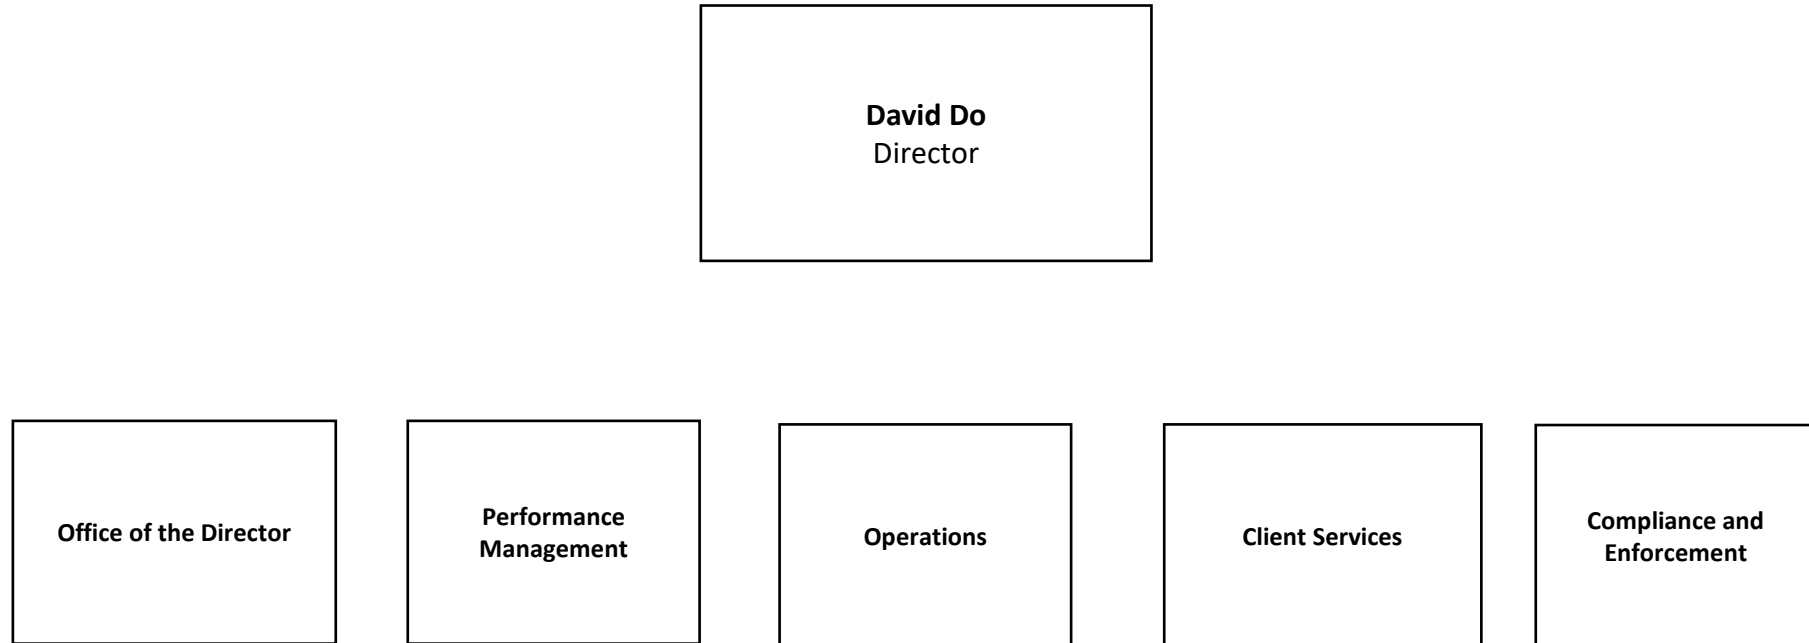 David Do
Director
Office of the Director
Performance
Management
Operations
Client Services
Compliance and
Enforcement